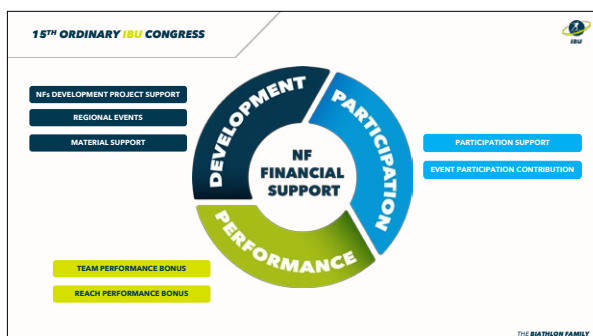 15TH ORDINARY IBU CONGRESS
IBU
NFs DEVELOPMENT PROJECT SUPPORT
REGIONAL EVENTS
MATERIAL SUPPORT
DEVELOPMENT
PARTICIPATION
PERFORMANCE
NF
FINANCIAL
SUPPORT
PARTICIPATION SUPPORT
EVENT PARTICIPATION CONTRIBUTION
TEAM PERFORMANCE BONUS
REACH PERFORMANCE BONUS
THE BIATHLON FAMILY